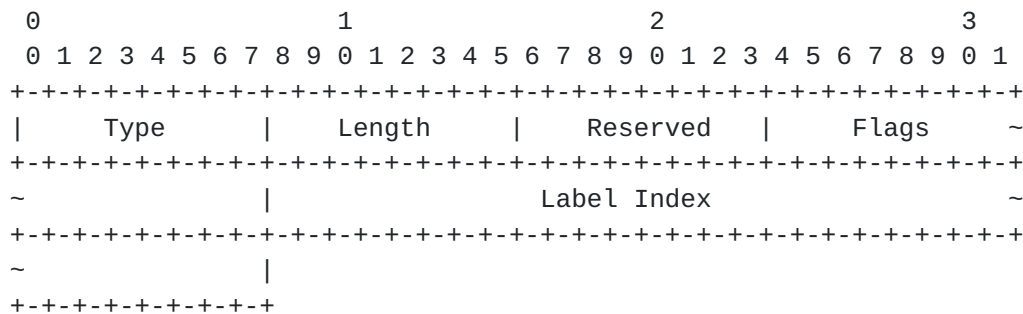 0                   1                   2                   3
 0 1 2 3 4 5 6 7 8 9 0 1 2 3 4 5 6 7 8 9 0 1 2 3 4 5 6 7 8 9 0 1
+-+-+-+-+-+-+-+-+-+-+-+-+-+-+-+-+-+-+-+-+-+-+-+-+-+-+-+-+-+-+-+-+
|     Type      |    Length     |   Reserved    |     Flags     ~
+-+-+-+-+-+-+-+-+-+-+-+-+-+-+-+-+-+-+-+-+-+-+-+-+-+-+-+-+-+-+-+-+
~               |                 Label Index                   ~
+-+-+-+-+-+-+-+-+-+-+-+-+-+-+-+-+-+-+-+-+-+-+-+-+-+-+-+-+-+-+-+-+
~               |
+-+-+-+-+-+-+-+-+